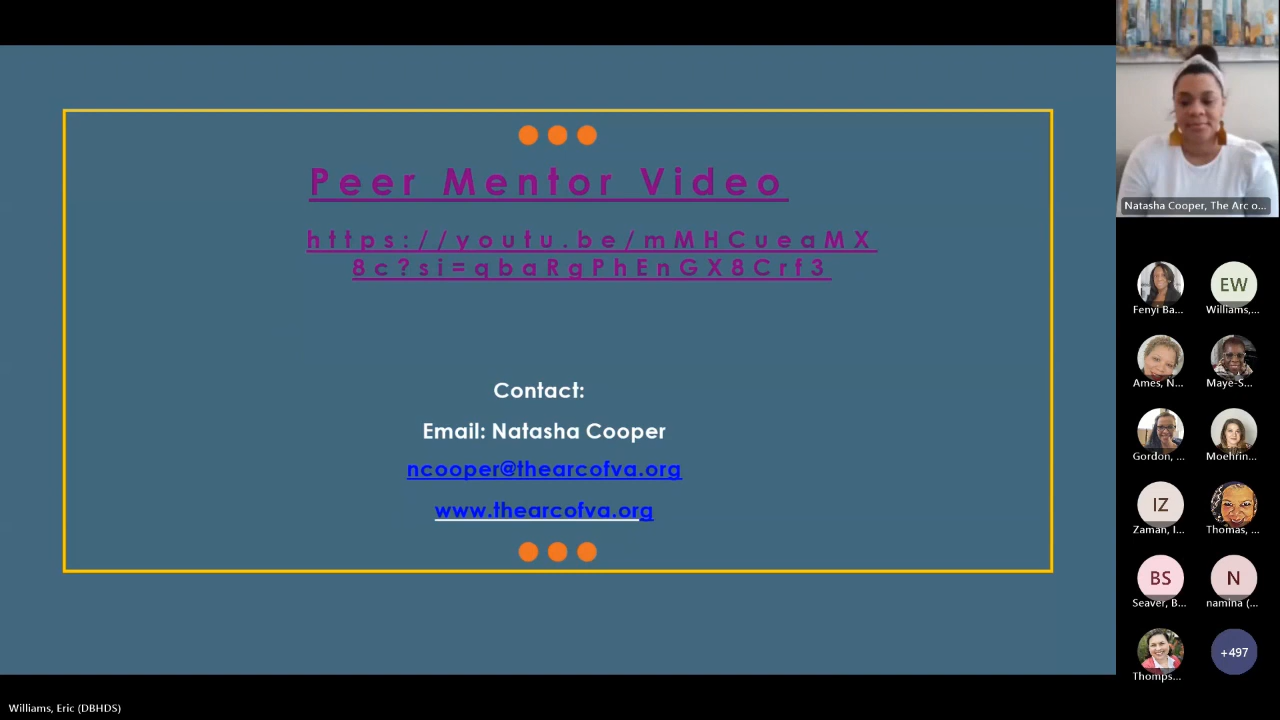 Peer Mentor Video
https://youtu.be/mMHCueaMX
8c?si=qbaRgPhEnGX8Crf3
Contact:
Email: Natasha Cooper
ncooper@thearcofva.org
www.thearcofva.org
Natasha Cooper, The Arc o...
Fenyi Ba...
EW
Williams,...
Ames, N...
Maye-S...
Gordon, ...
Moehrin...
IZ
Zaman, I...
Thomas, ...
BS
Seaver, B...
N
namina (...
Thomps...
+497
Williams, Eric (DBHDS)